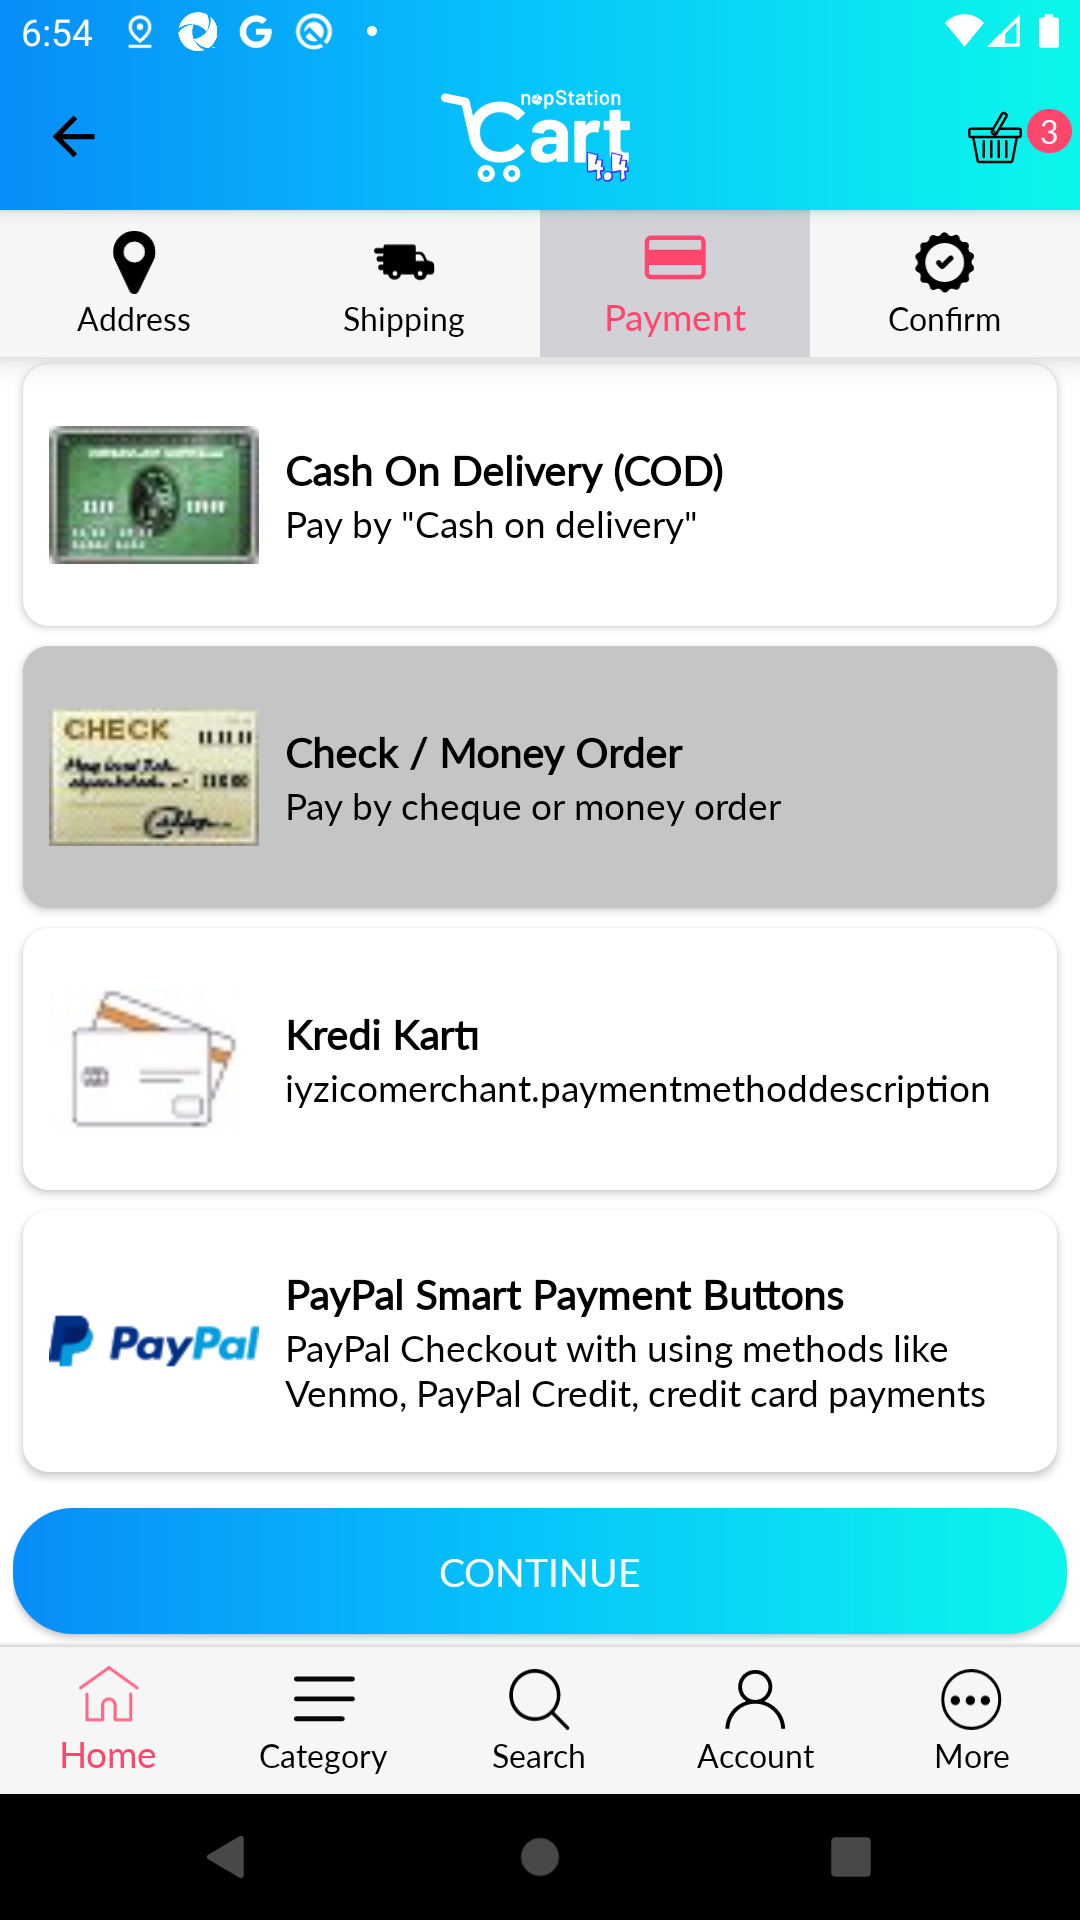 6:54
nopStation
Cart
4.4
3
Address
Shipping
Payment
Confirm
Cash On Delivery (COD)
Pay by "Cash on delivery"
CHECK
Check / Money Order
Pay by cheque or money order
Kredi Kartı
iyzicomerchant.paymentmethoddescription
PayPal
PayPal Smart Payment Buttons
PayPal Checkout with using methods like
Venmo, PayPal Credit, credit card payments
CONTINUE
Home
Category
Search
Account
More